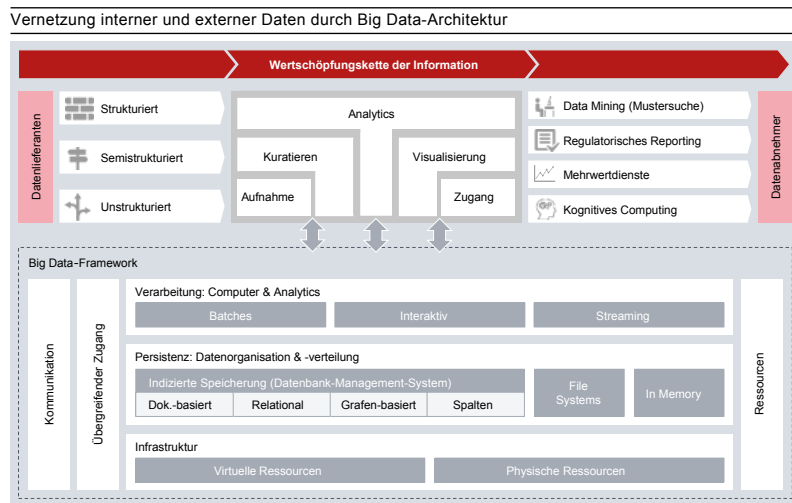 Vernetzung interner und externer Daten durch Big Data-Architektur
Wertschöpfungskette der Information
Datenlieferanten
Strukturiert
Semistrukturiert
Unstrukturiert
Analytics
Kuratieren
Visualisierung
Aufnahme
Zugang
Data Mining (Mustersuche)
Regulatorisches Reporting
Mehrwertdienste
Kognitives Computing
Datenabnehmer
Big Data-Framework
Kommunikation
Übergreifender Zugang
Verarbeitung: Computer & Analytics
Batches
Interaktiv
Streaming
Persistenz: Datenorganisation & -verteilung
Indizierte Speicherung (Datenbank-Management-System)
Dok.-basiert
Relational
Grafen-basiert
Spalten
File
Systems
In Memory
Infrastruktur
Virtuelle Ressourcen
Physische Ressourcen
Ressourcen